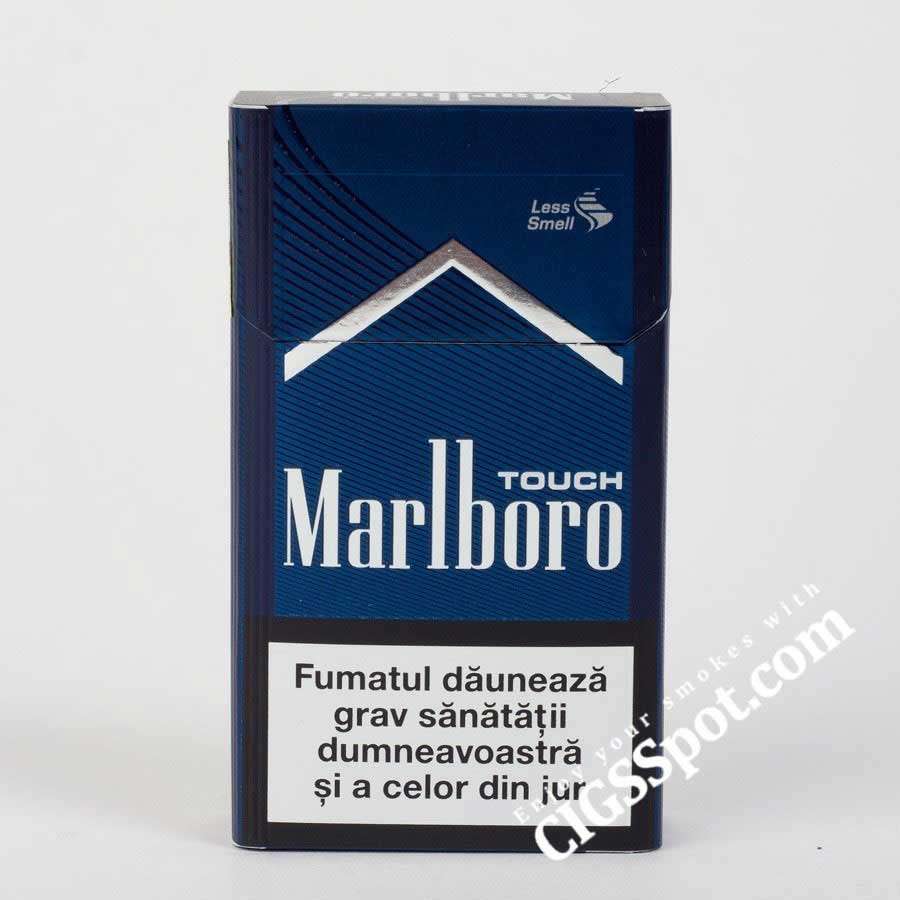 Marlboro
Less
Smell
TOUCH
Marlboro
Fumatul dăunează
grav sănătății
dumneavoastră
și a celor din jur
Enjoy your smokes with
CIGSSpot.com